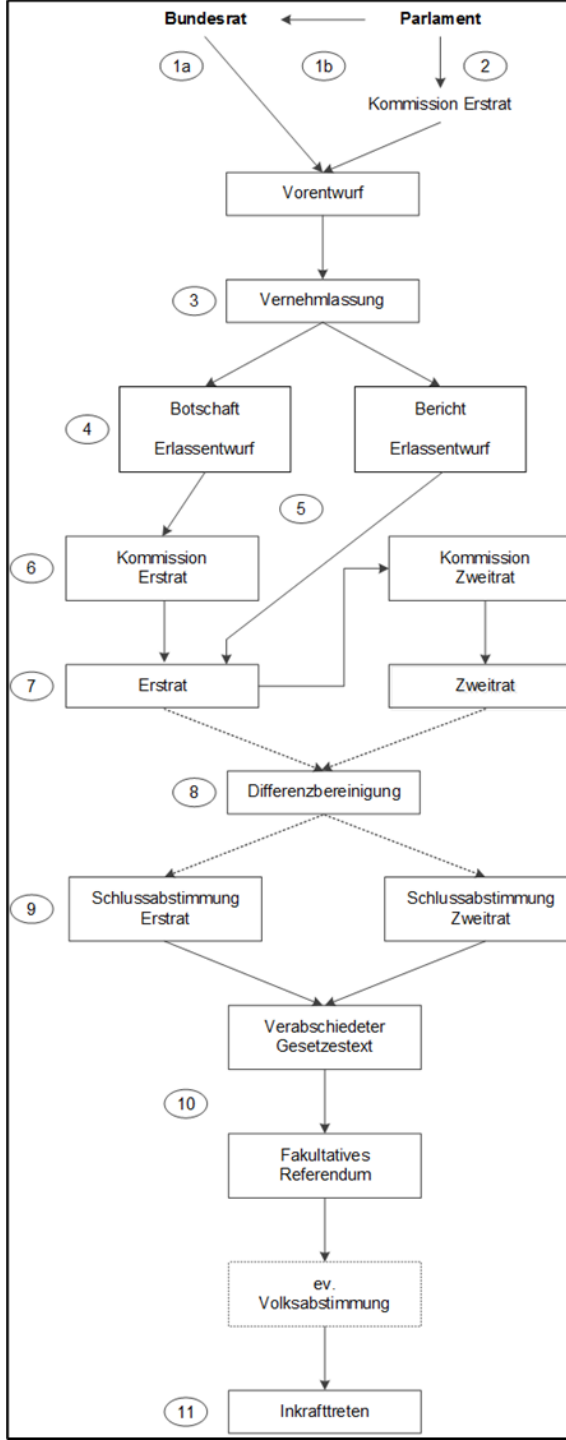 Bundesrat
Parlament
1a
1b
2
Kommission Erstrat
Vorentwurf
3
Vernehmlassung
Botschaft
Erlassentwurf
Bericht
Erlassentwurf
4
5
6
Kommission
Erstrat
Kommission
Zweitrat
7
Erstrat
Zweitrat
8
Differenzbereinigung
9
Schlussabstimmung
Erstrat
Schlussabstimmung
Zweitrat
Verabschiedeter
Gesetzestext
10
Fakultatives
Referendum
ev.
Volksabstimmung
11
Inkrafttreten